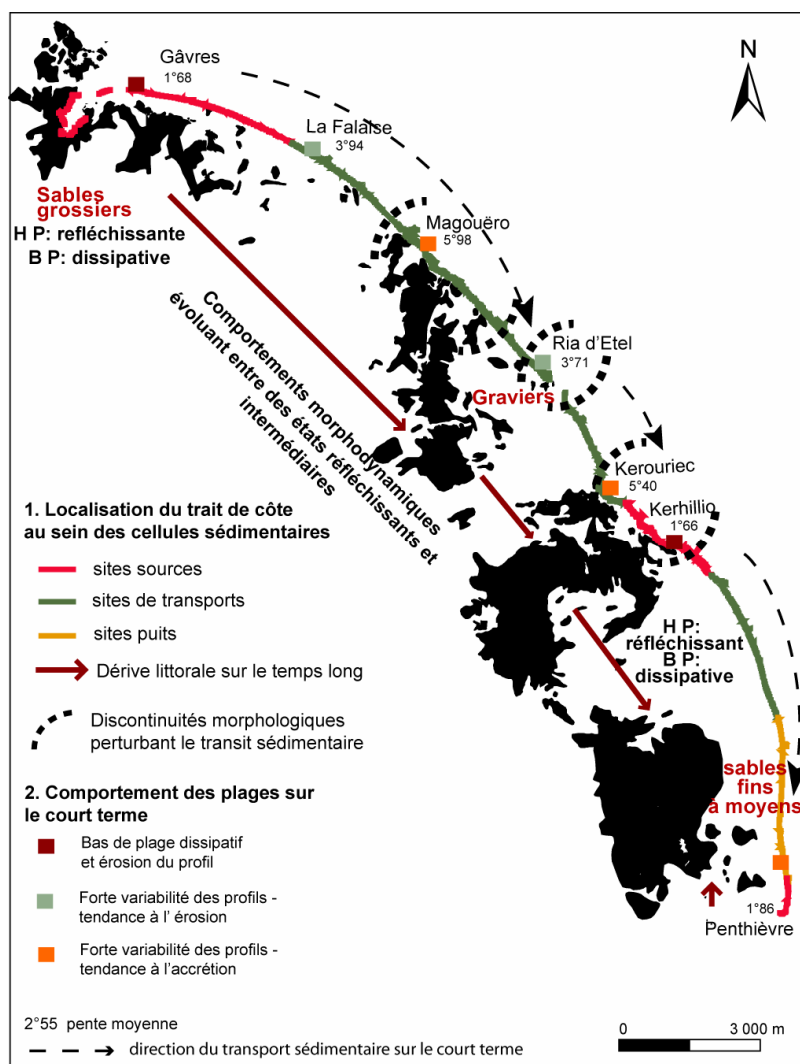 N
Gâvres
1°68
La Falaise
3°94
Sables
grossiers
H P: refléchissante
B P: dissipative
Magouëro
5°98
Comportements morphodynamiques
évoluant entre des états réfléchissants et
intermédiaires
Ria d'Etel
3°71
Graviers
Kerouriec
5°40
Kerhillio
1°66
H P:
réfléchissant
B P:
dissipative
sables
fins
à moyens
1°86
Penthièvre
1. Localisation du trait de côte
au sein des cellules sédimentaires
sites sources
sites de transports
sites puits
Dérive littorale sur le temps long
Discontinuités morphologiques
perturbant le transit sédimentaire
2. Comportement des plages sur
le court terme
Bas de plage dissipatif
et érosion du profil
Forte variabilité des profils -
tendance à l' érosion
Forte variabilité des profils -
tendance à l'accrétion
2°55 pente moyenne
direction du transport sédimentaire sur le court terme
0 3 000 m